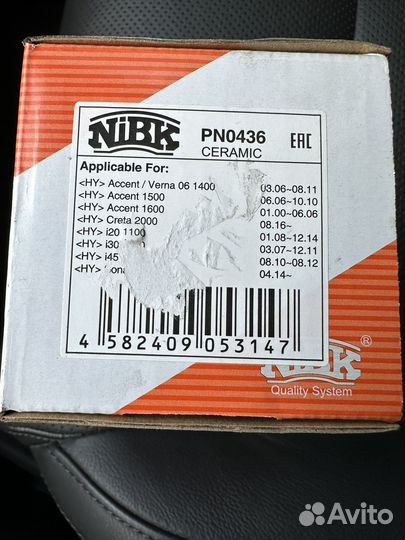 NiBK
PN0436
CERAMIC
EAC
Applicable For:
<HY> Accent / Verna 06 1400 03.06~08.11
<HY> Accent 1500 06.06~10.10
<HY> Accent 1600 01.00~06.06
<HY> Creta 2000 08.16~
<HY> i20 1100 01.08~12.14
<HY> i30 03.07~12.11
<HY> i45 08.10~08.12
<HY> 04.14~
4 582409 053147
NiBK ®
Quality System
Avito